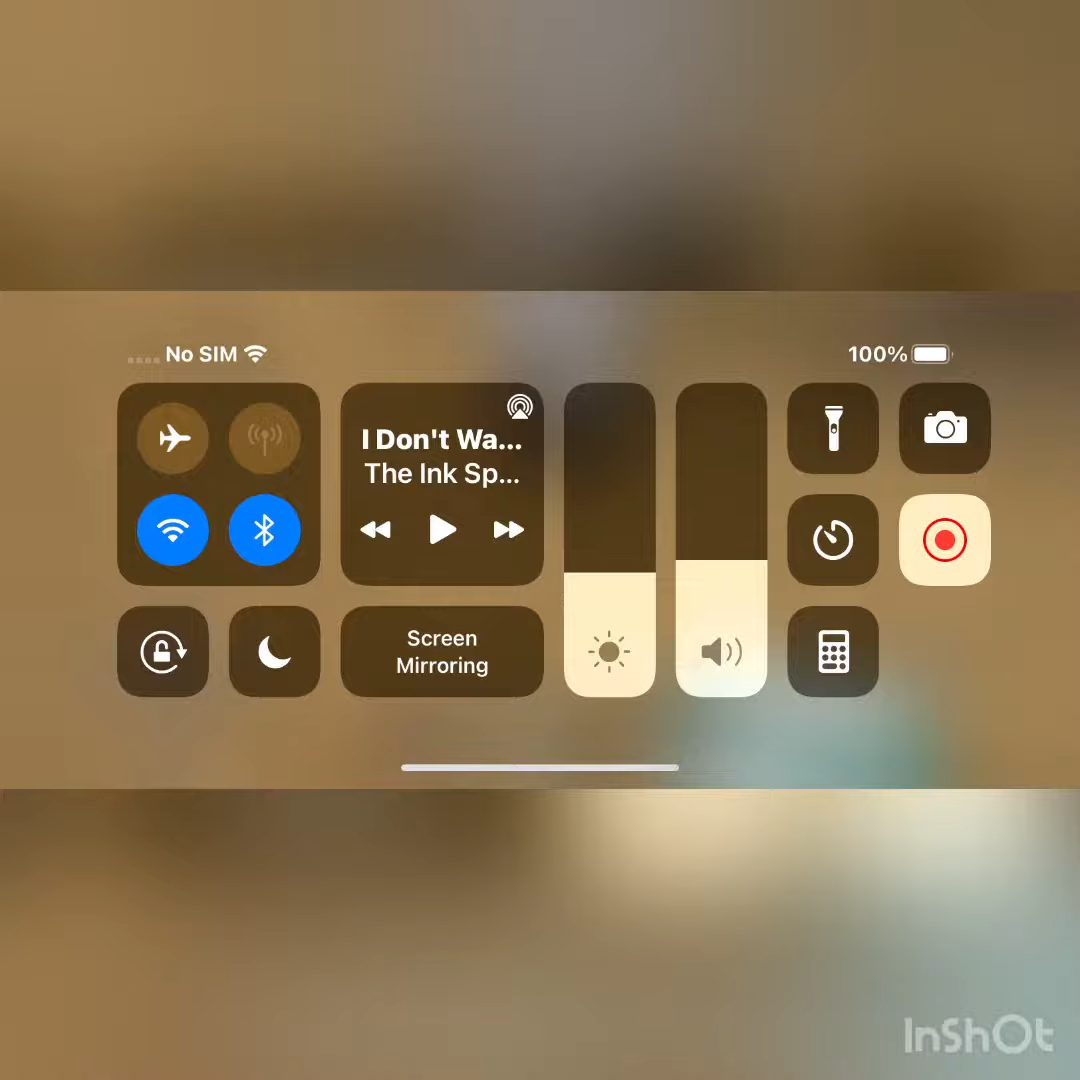 No SIM
100%
I Don't Wa...
The Ink Sp...
Screen
Mirroring
InShOt